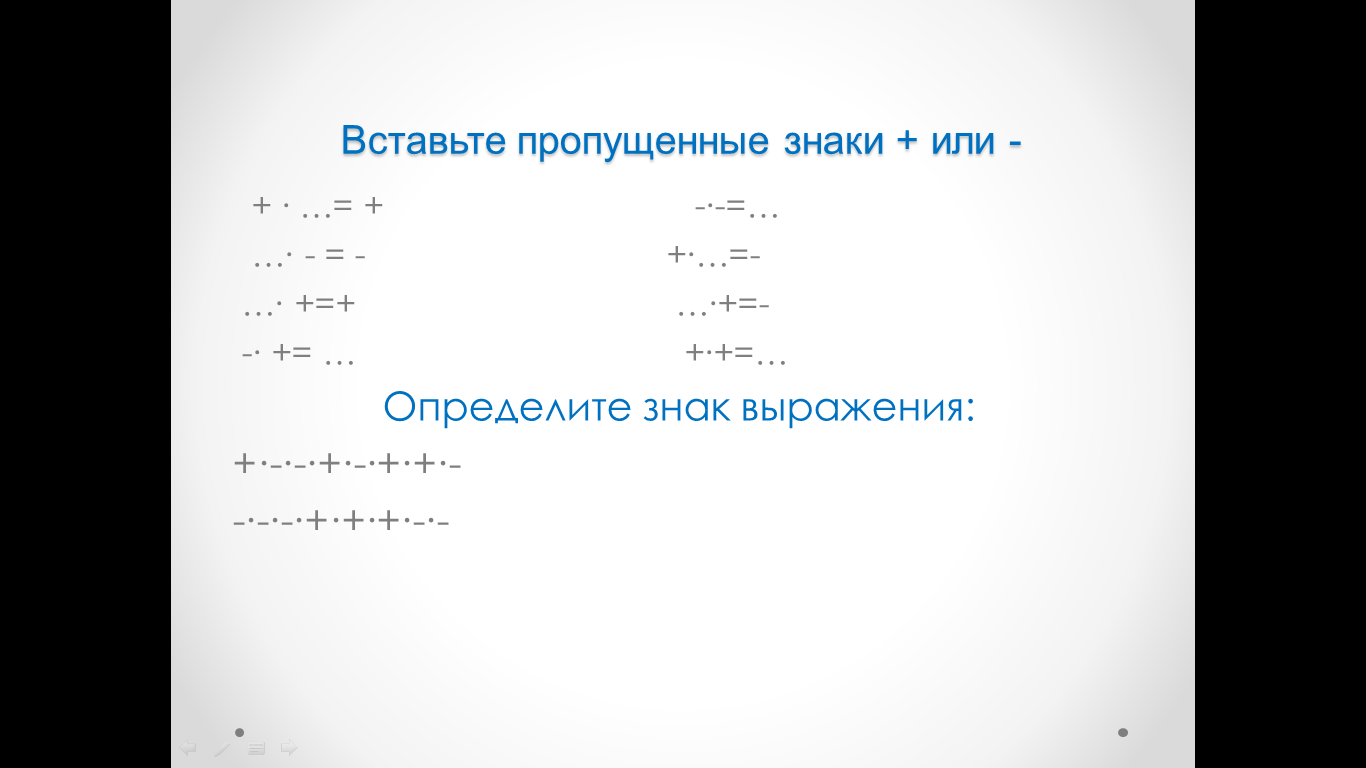 Вставьте пропущенные знаки + или -
+ · …= + -·-=…
…· - = - +·…=-
…· +=+ …·+=-
-· += … +·+=…
Определите знак выражения:
+·-·-·+·-·+·+·-
-·-·-·+·+·+·-·-